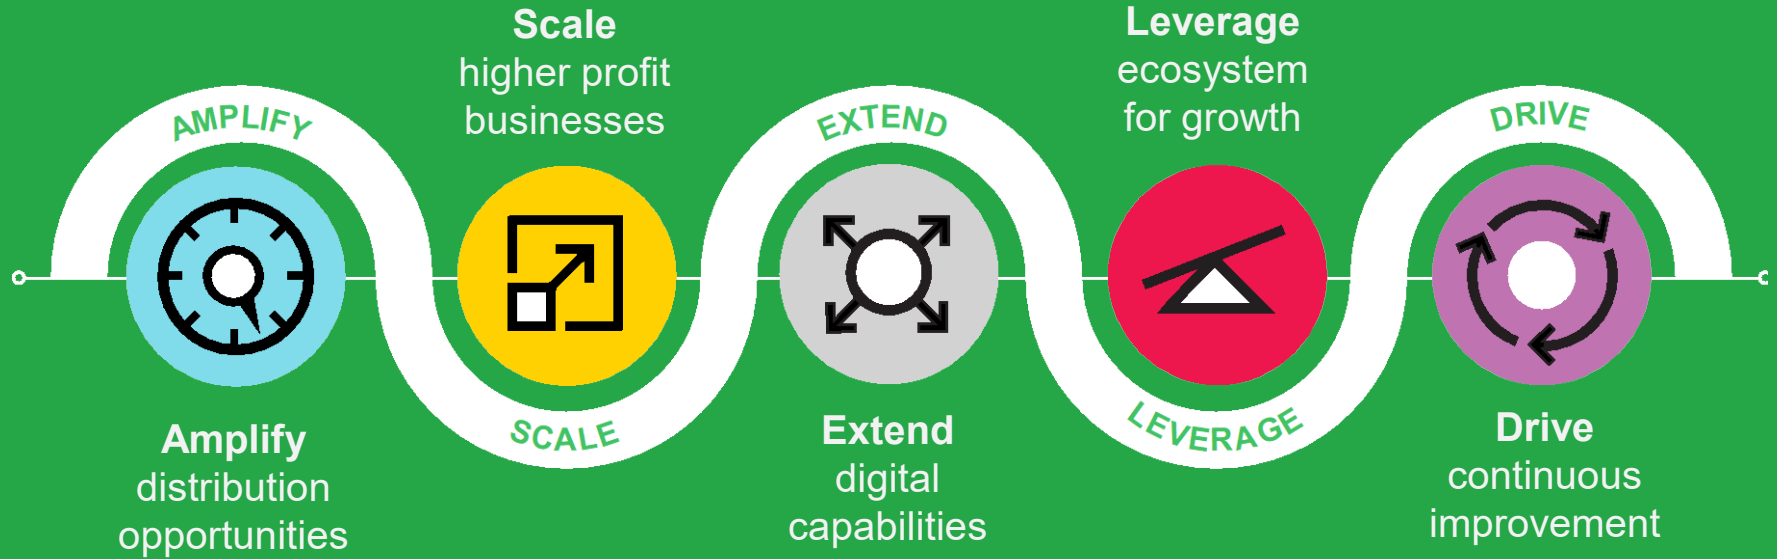 AMPLIFY
Amplify
distribution
opportunities
Scale
higher profit
businesses
SCALE
EXTEND
Extend
digital
capabilities
Leverage
ecosystem
for growth
LEVERAGE
DRIVE
Drive
continuous
improvement